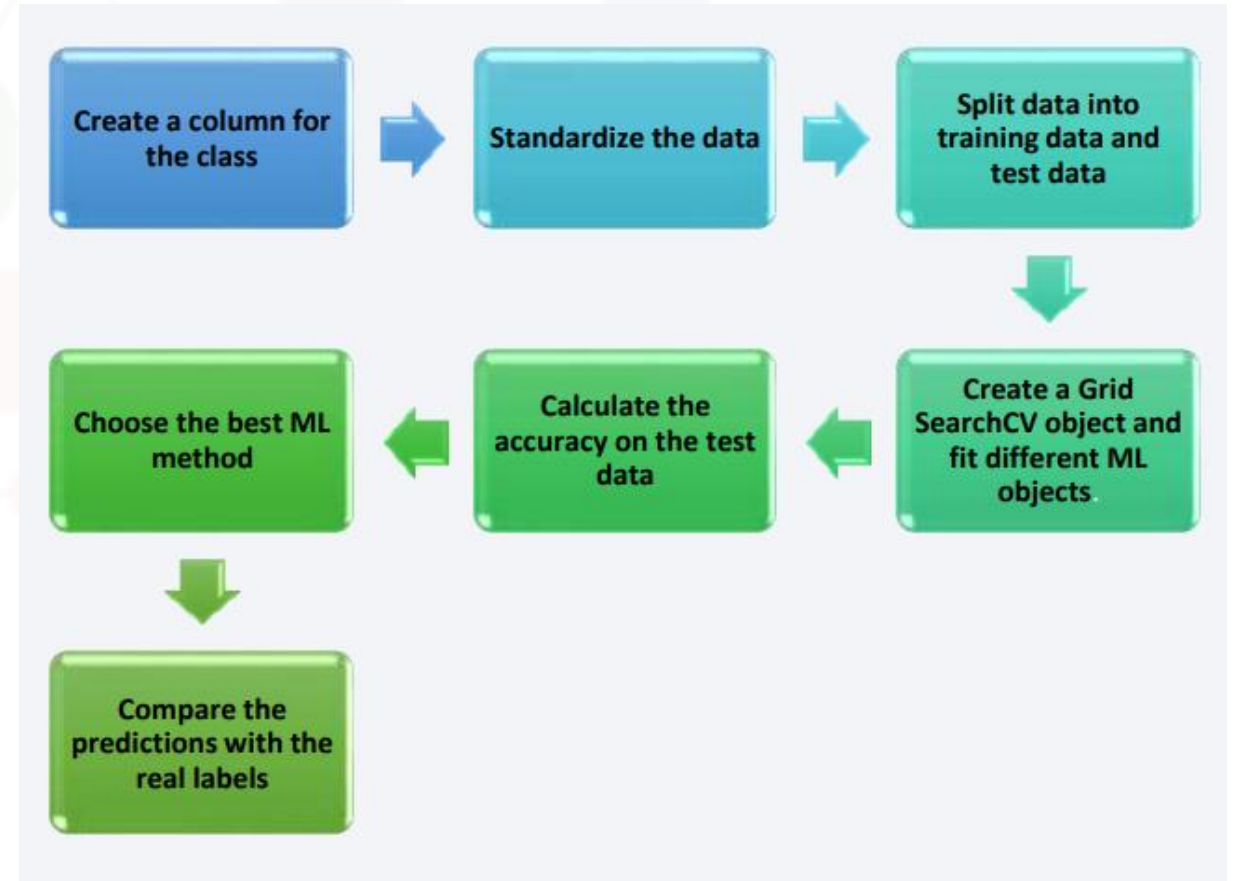 Create a column for
the class
Standardize the data
Split data into
training data and
test data
Create a Grid
SearchCV object and
fit different ML
objects.
Calculate the
accuracy on the test
data
Choose the best ML
method
Compare the
predictions with the
real labels